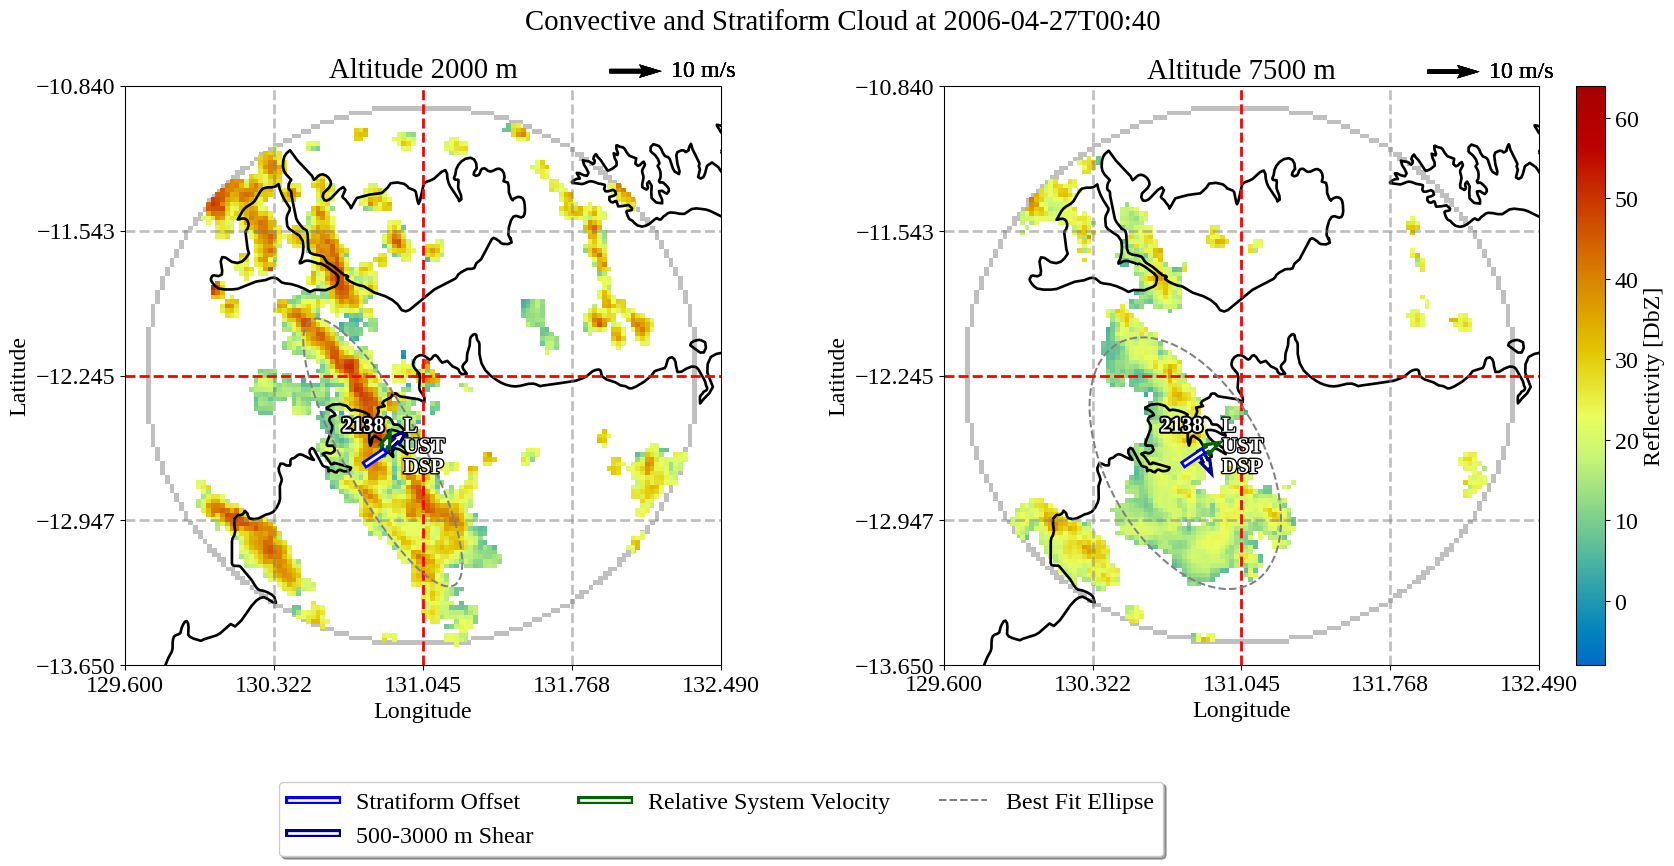 Convective and Stratiform Cloud at 2006-04-27T00:40
Altitude 2000 m
10 m/s
Altitude 7500 m
10 m/s
−10.840
−11.543
−12.245
−12.947
−13.650
Latitude
129.600
130.322
131.045
131.768
132.490
Longitude
2138
L
UST
DSP
−10.840
−11.543
−12.245
−12.947
−13.650
Latitude
129.600
130.322
131.045
131.768
132.490
Longitude
2138
L
UST
DSP
60
50
40
30
20
10
0
Reflectivity [DbZ]
Stratiform Offset
Relative System Velocity
Best Fit Ellipse
500-3000 m Shear